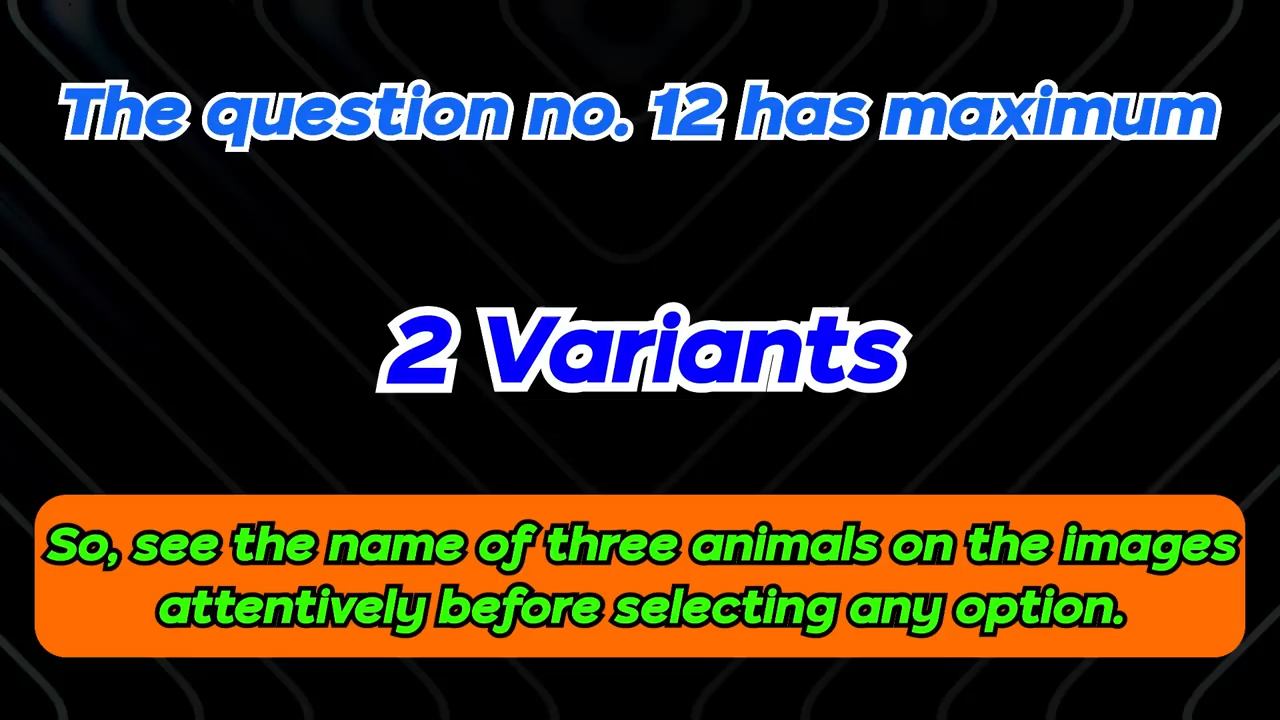 The question no. 12 has maximum
2 Variants
So, see the name of three animals on the images
attentively before selecting any option.